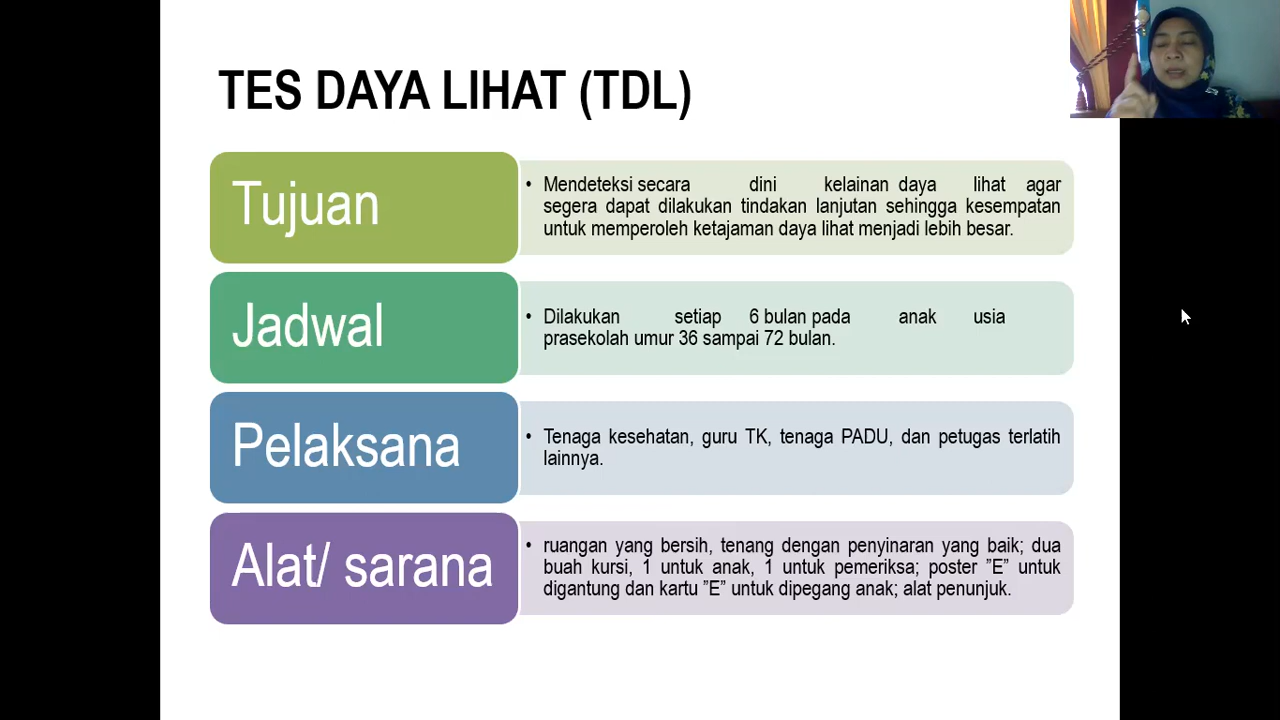 TES DAYA LIHAT (TDL)
Tujuan
• Mendeteksi secara dini kelainan daya lihat agar
segera dapat dilakukan tindakan lanjutan sehingga kesempatan
untuk memperoleh ketajaman daya lihat menjadi lebih besar.
Jadwal
• Dilakukan setiap 6 bulan pada anak usia
prasekolah umur 36 sampai 72 bulan.
Pelaksana
• Tenaga kesehatan, guru TK, tenaga PADU, dan petugas terlatih
lainnya.
Alat/ sarana
• ruangan yang bersih, tenang dengan penyinaran yang baik; dua
buah kursi, 1 untuk anak, 1 untuk pemeriksa; poster ”E” untuk
digantung dan kartu ”E” untuk dipegang anak; alat penunjuk.